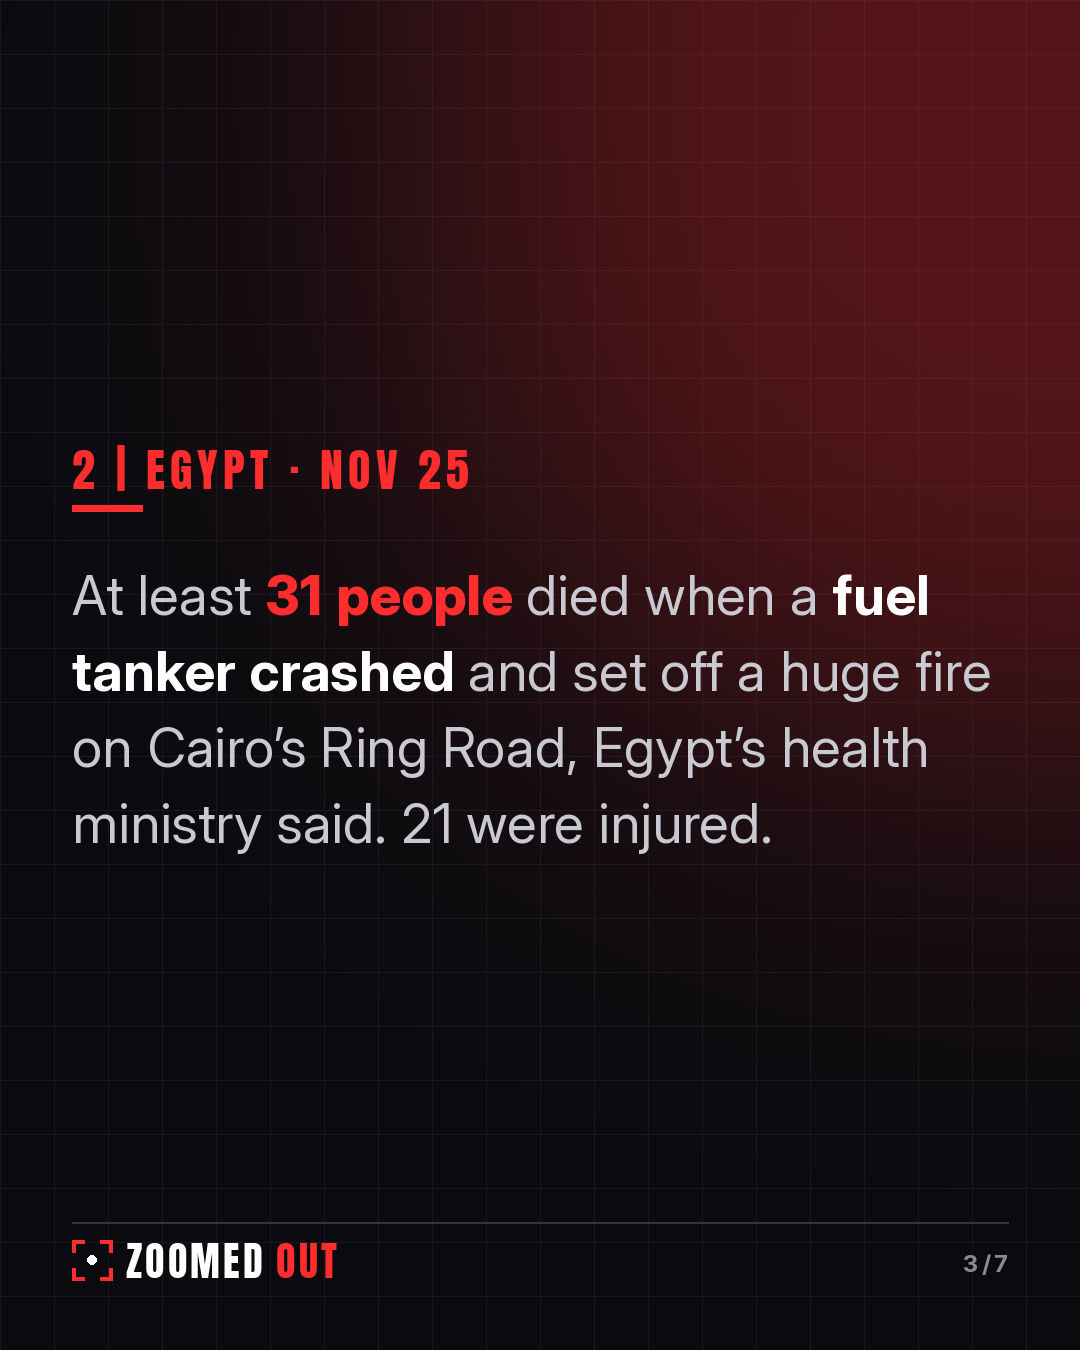 2 | EGYPT · NOV 25
At least 31 people died when a fuel
tanker crashed and set off a huge fire
on Cairo’s Ring Road, Egypt’s health
ministry said. 21 were injured.
ZOOMED OUT
3/7